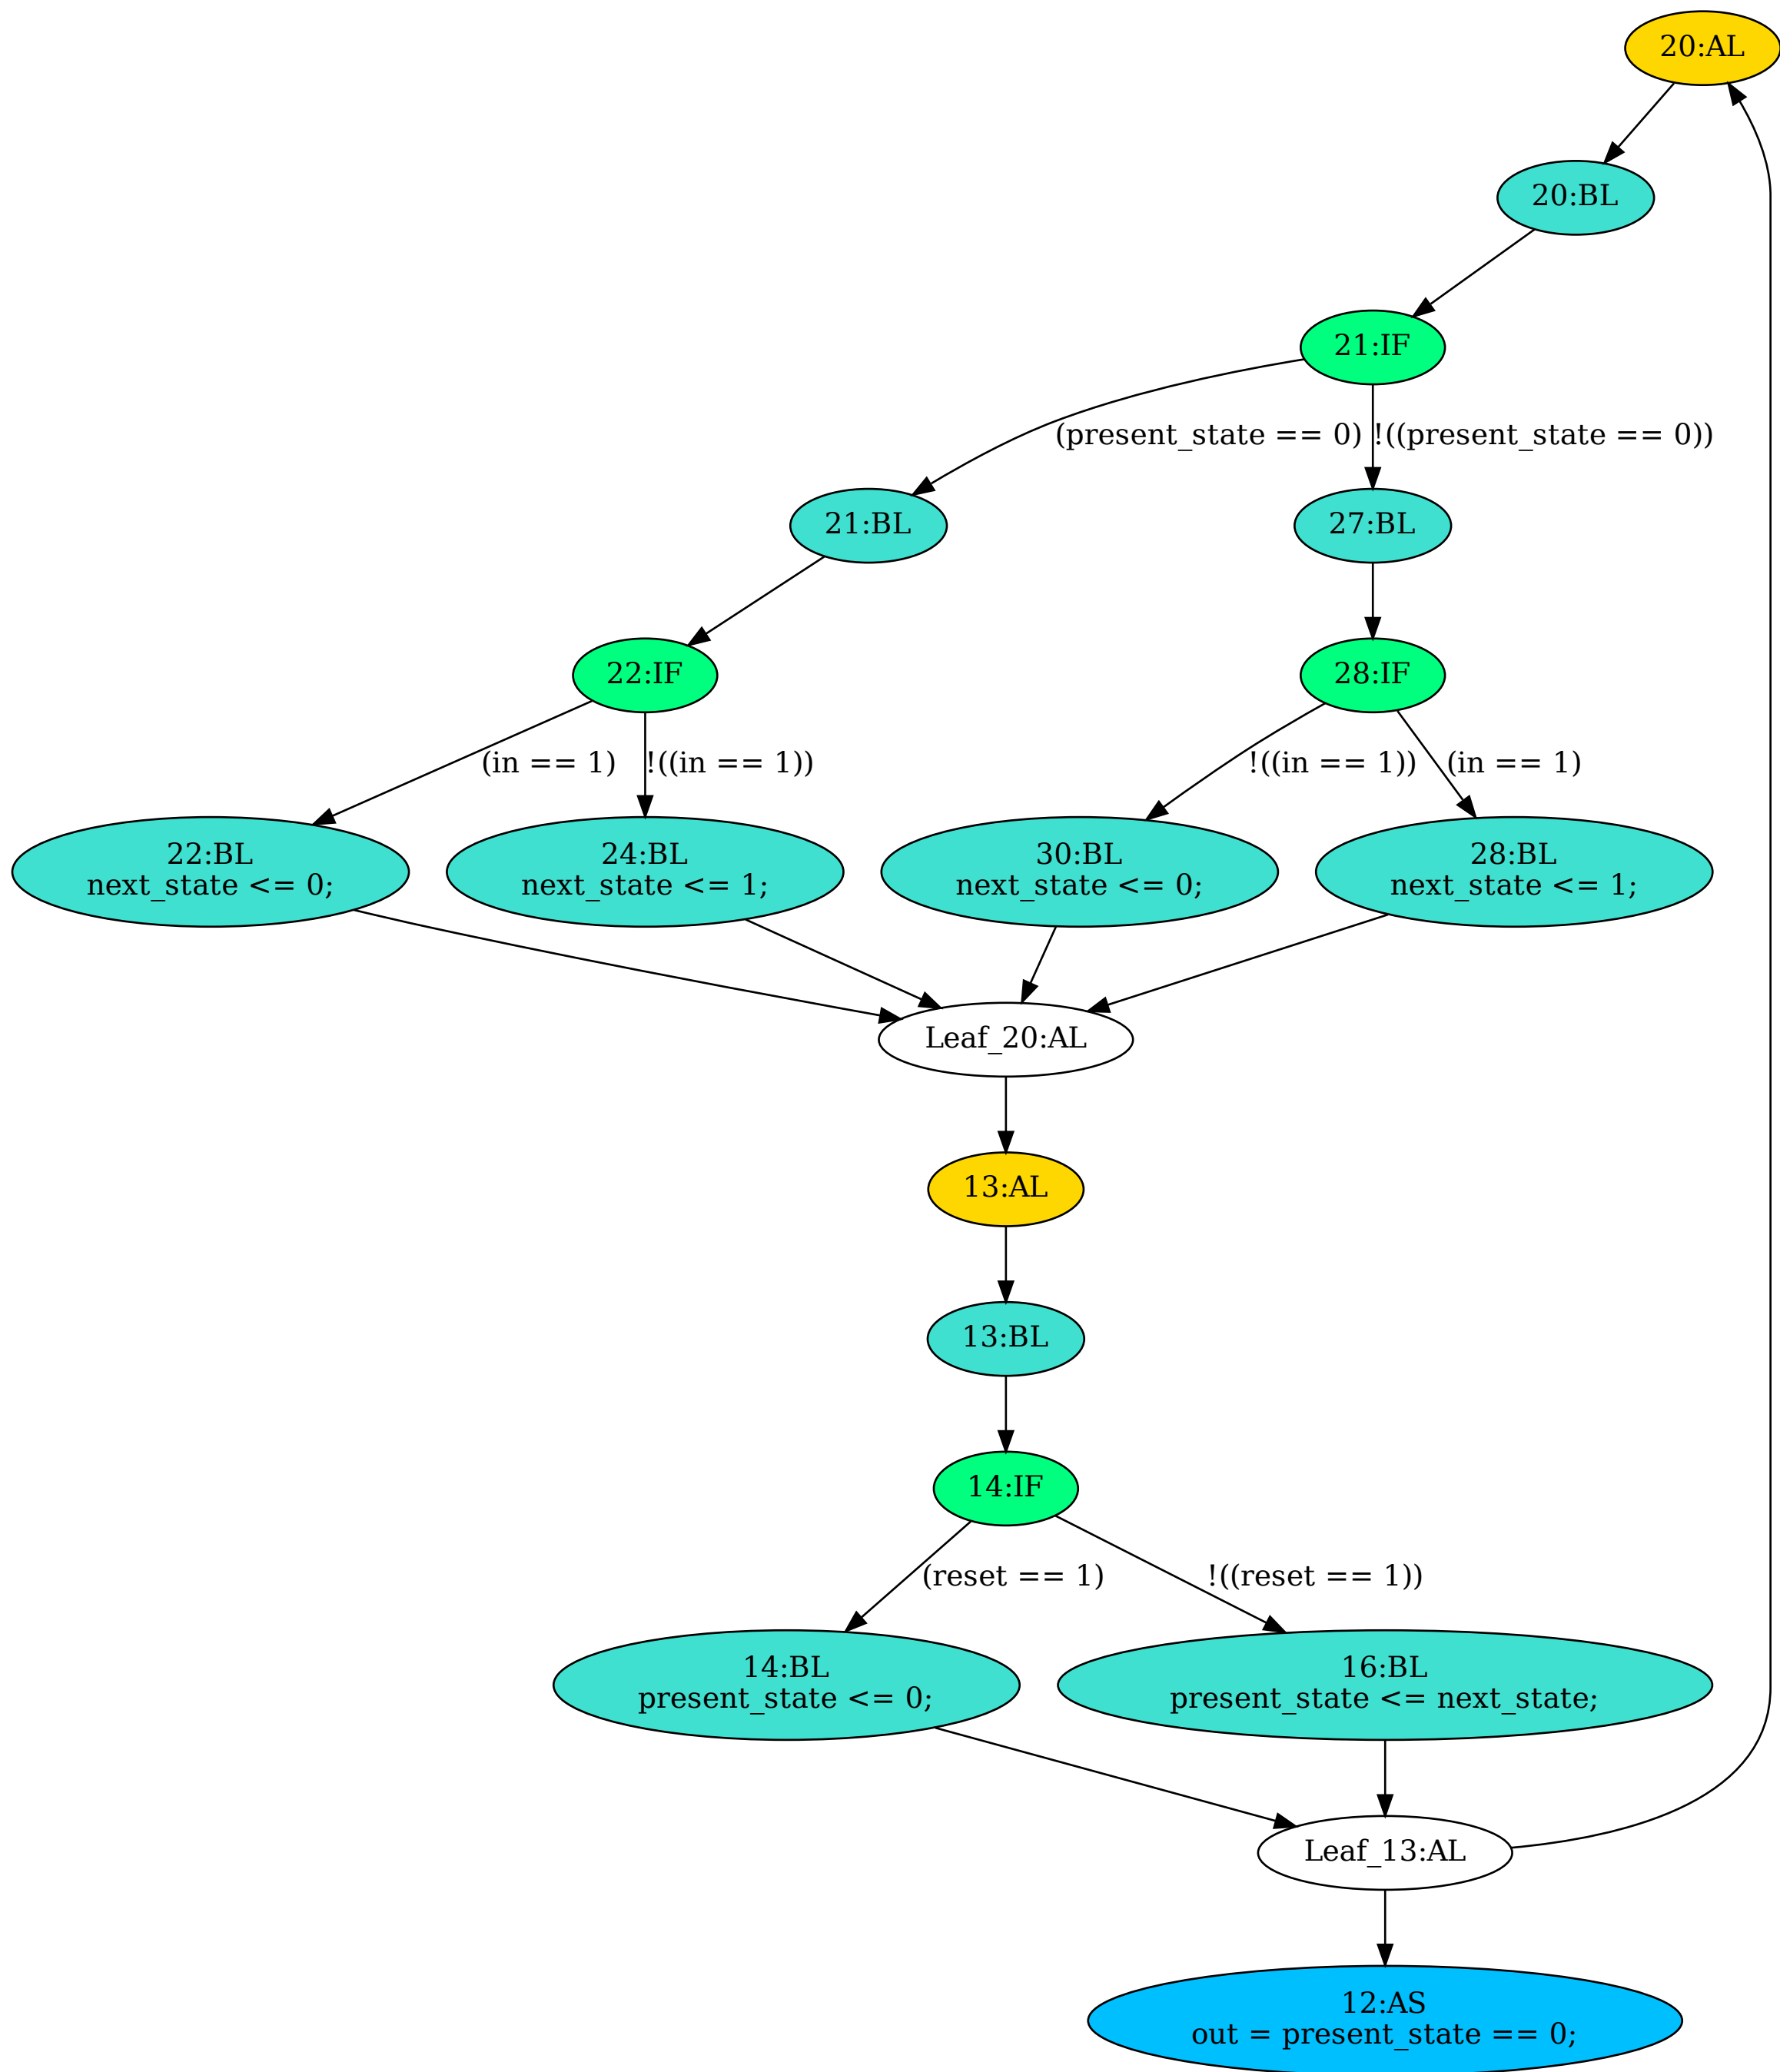 20:AL
20:BL
21:IF
(present_state == 0)
!((present_state == 0))
21:BL
27:BL
22:IF
28:IF
(in == 1)
!((in == 1))
!((in == 1))
(in == 1)
22:BL
next_state <= 0;
24:BL
next_state <= 1;
30:BL
next_state <= 0;
28:BL
next_state <= 1;
Leaf_20:AL
13:AL
13:BL
14:IF
(reset == 1)
!((reset == 1))
14:BL
present_state <= 0;
16:BL
present_state <= next_state;
Leaf_13:AL
12:AS
out = present_state == 0;